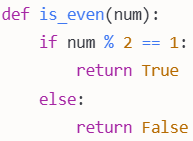 def is_even(num):
    if num % 2 == 1:
        return True
    else:
        return False